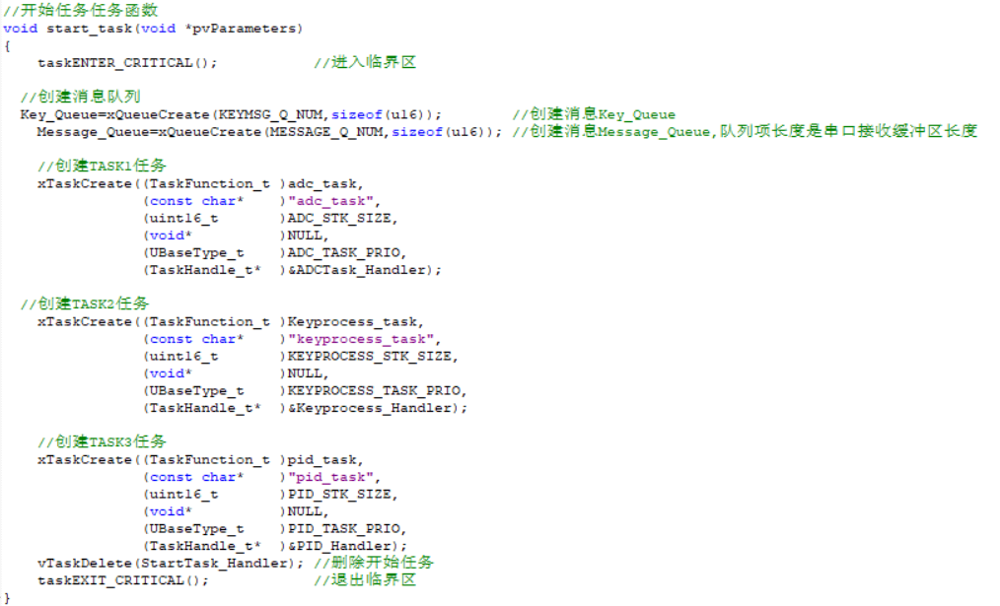 //开始任务任务函数
void start_task(void *pvParameters)
{
    taskENTER_CRITICAL();           //进入临界区

  //创建消息队列
  Key_Queue=xQueueCreate(KEYMSG_Q_NUM,sizeof(u16));        //创建消息Key_Queue
    Message_Queue=xQueueCreate(MESSAGE_Q_NUM,sizeof(u16)); //创建消息Message_Queue,队列项长度是串口接收缓冲区长度

    //创建TASK1任务
    xTaskCreate((TaskFunction_t )adc_task,
                (const char*    )"adc_task",
                (uint16_t       )ADC_STK_SIZE,
                (void*          )NULL,
                (UBaseType_t    )ADC_TASK_PRIO,
                (TaskHandle_t*  )&ADCTask_Handler);

  //创建TASK2任务
    xTaskCreate((TaskFunction_t )Keyprocess_task,
                (const char*    )"keyprocess_task",
                (uint16_t       )KEYPROCESS_STK_SIZE,
                (void*          )NULL,
                (UBaseType_t    )KEYPROCESS_TASK_PRIO,
                (TaskHandle_t*  )&Keyprocess_Handler);

    //创建TASK3任务
    xTaskCreate((TaskFunction_t )pid_task,
                (const char*    )"pid_task",
                (uint16_t       )PID_STK_SIZE,
                (void*          )NULL,
                (UBaseType_t    )PID_TASK_PRIO,
                (TaskHandle_t*  )&PID_Handler);
    vTaskDelete(StartTask_Handler); //删除开始任务
    taskEXIT_CRITICAL();            //退出临界区
}